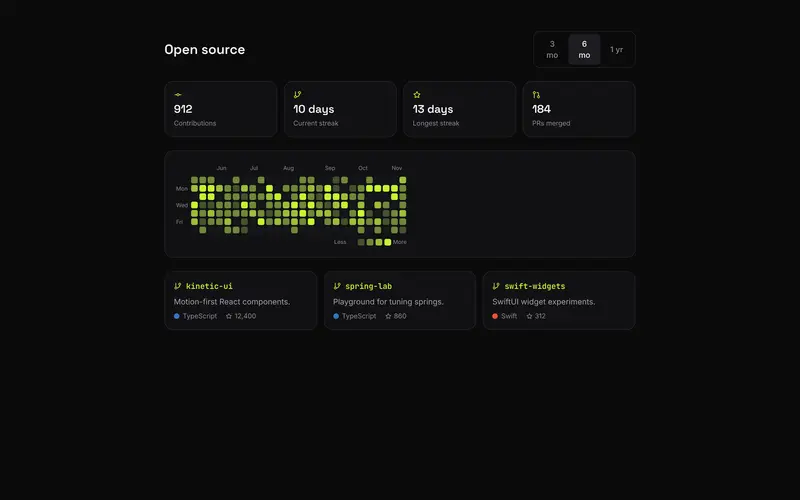 Open source
3 mo
6 mo
1 yr
912
Contributions
10 days
Current streak
13 days
Longest streak
184
PRs merged
Jun Jul Aug Sep Oct Nov
Mon
Wed
Fri
Less More
kinetic-ui
Motion-first React components.
TypeScript 12,400
spring-lab
Playground for tuning springs.
TypeScript 860
swift-widgets
SwiftUI widget experiments.
Swift 312